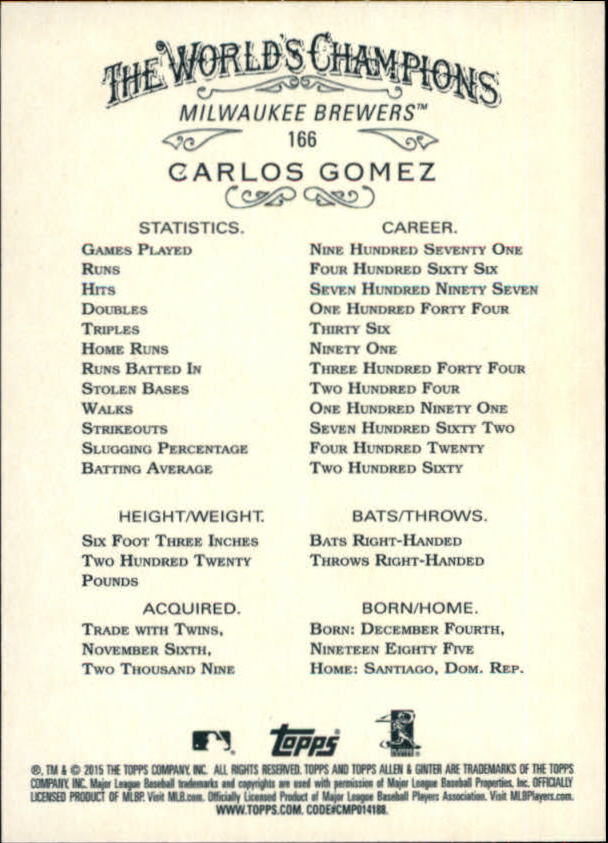 THE WORLD'S CHAMPIONS
MILWAUKEE BREWERS™
166
CARLOS GOMEZ
STATISTICS. CAREER.
GAMES PLAYED NINE HUNDRED SEVENTY ONE
RUNS FOUR HUNDRED SIXTY SIX
HITS SEVEN HUNDRED NINETY SEVEN
DOUBLES ONE HUNDRED FORTY FOUR
TRIPLES THIRTY SIX
HOME RUNS NINETY ONE
RUNS BATTED IN THREE HUNDRED FORTY FOUR
STOLEN BASES TWO HUNDRED FOUR
WALKS ONE HUNDRED NINETY ONE
STRIKEOUTS SEVEN HUNDRED SIXTY TWO
SLUGGING PERCENTAGE FOUR HUNDRED TWENTY
BATTING AVERAGE TWO HUNDRED SIXTY
HEIGHT/WEIGHT.
SIX FOOT THREE INCHES
TWO HUNDRED TWENTY
POUNDS
BATS/THROWS.
BATS RIGHT-HANDED
THROWS RIGHT-HANDED
ACQUIRED.
TRADE WITH TWINS,
NOVEMBER SIXTH,
TWO THOUSAND NINE
BORN/HOME.
BORN: DECEMBER FOURTH,
NINETEEN EIGHTY FIVE
HOME: SANTIAGO, DOM. REP.
topps
®, TM & © 2015 THE TOPPS COMPANY, INC. ALL RIGHTS RESERVED. TOPPS AND TOPPS ALLEN & GINTER ARE TRADEMARKS OF THE TOPPS
COMPANY, INC. Major League Baseball trademarks and copyrights are used with permission of Major League Baseball Properties, Inc. OFFICIALLY
LICENSED PRODUCT OF MLBP. Visit MLB.com. Officially Licensed Product of Major League Baseball Players Association. Visit MLBPlayers.com.
WWW.TOPPS.COM. CODE#CMP014188.